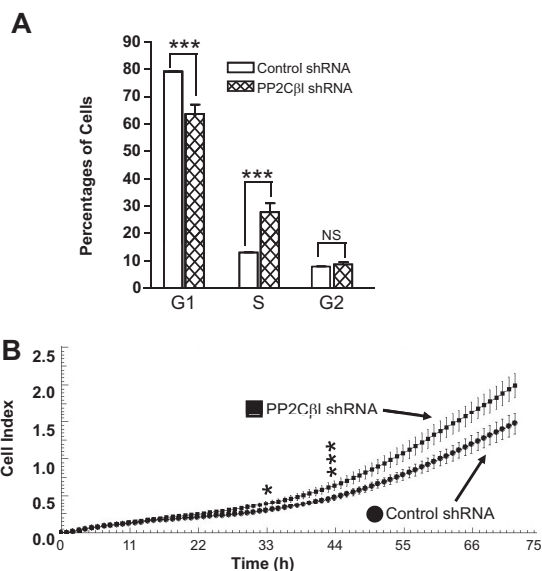 A
Percentages of Cells
90
80
70
60
50
40
30
20
10
0
***
***
NS
Control shRNA
PP2Cβl shRNA
G1 S G2
B
Cell Index
2.5
2.0
1.5
1.0
0.5
0.0
PP2Cβl shRNA
*
***
Control shRNA
0 11 22 33 44 55 66 75
Time (h)